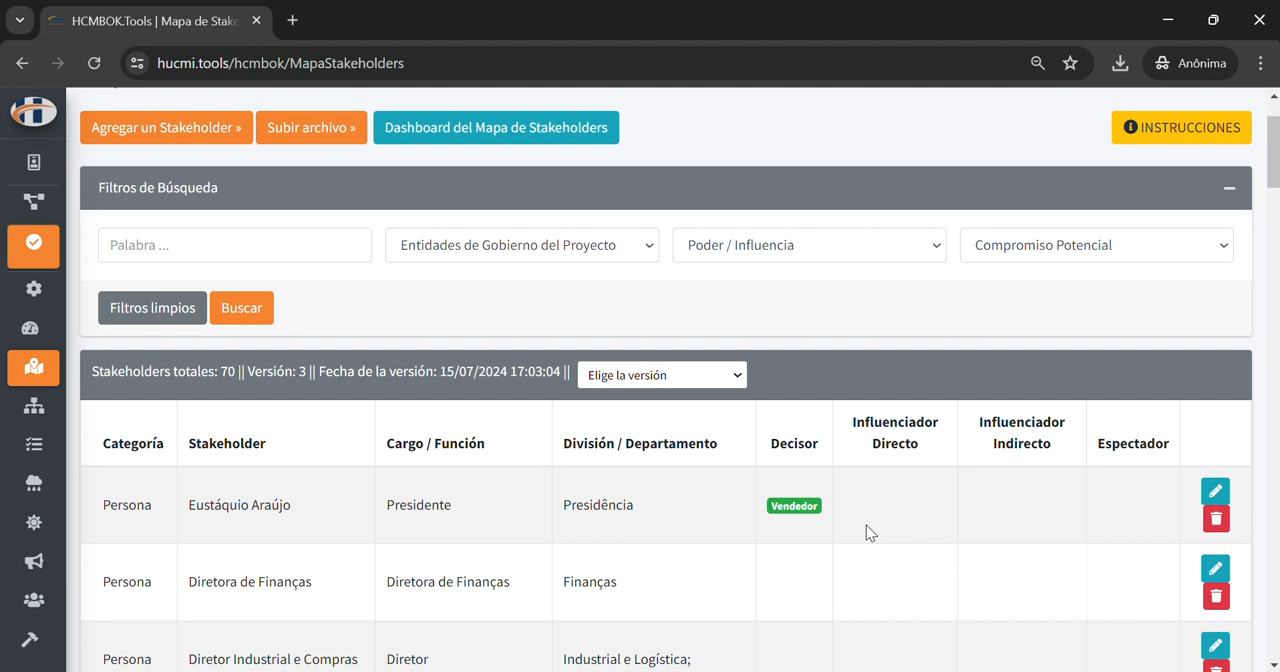 HCMBOK.Tools | Mapa de Stake
hucmi.tools/hcmbok/MapaStakeholders
Anônima
Agregar un Stakeholder »
Subir archivo »
Dashboard del Mapa de Stakeholders
INSTRUCCIONES
Filtros de Búsqueda
Palabra ...
Entidades de Gobierno del Proyecto
Poder / Influencia
Compromiso Potencial
Filtros limpios
Buscar
Stakeholders totales: 70 || Versión: 3 || Fecha de la versión: 15/07/2024 17:03:04 ||
Elige la versión
Categoría Stakeholder Cargo / Función División / Departamento Decisor Influenciador Directo Influenciador Indirecto Espectador
Persona Eustáquio Araújo Presidente Presidência Vendedor
Persona Diretora de Finanças Diretora de Finanças Finanças
Persona Diretor Industrial e Compras Diretor Industrial e Logística;